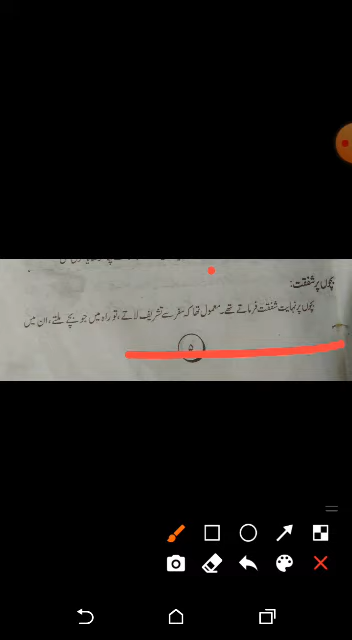 بچوں پر شفقت:
بچوں پر نہایت شفقت فرماتے تھے۔ معمول تھا کہ سفر سے تشریف لاتے، تو راہ میں جو بچے ملتے، ان میں
۵